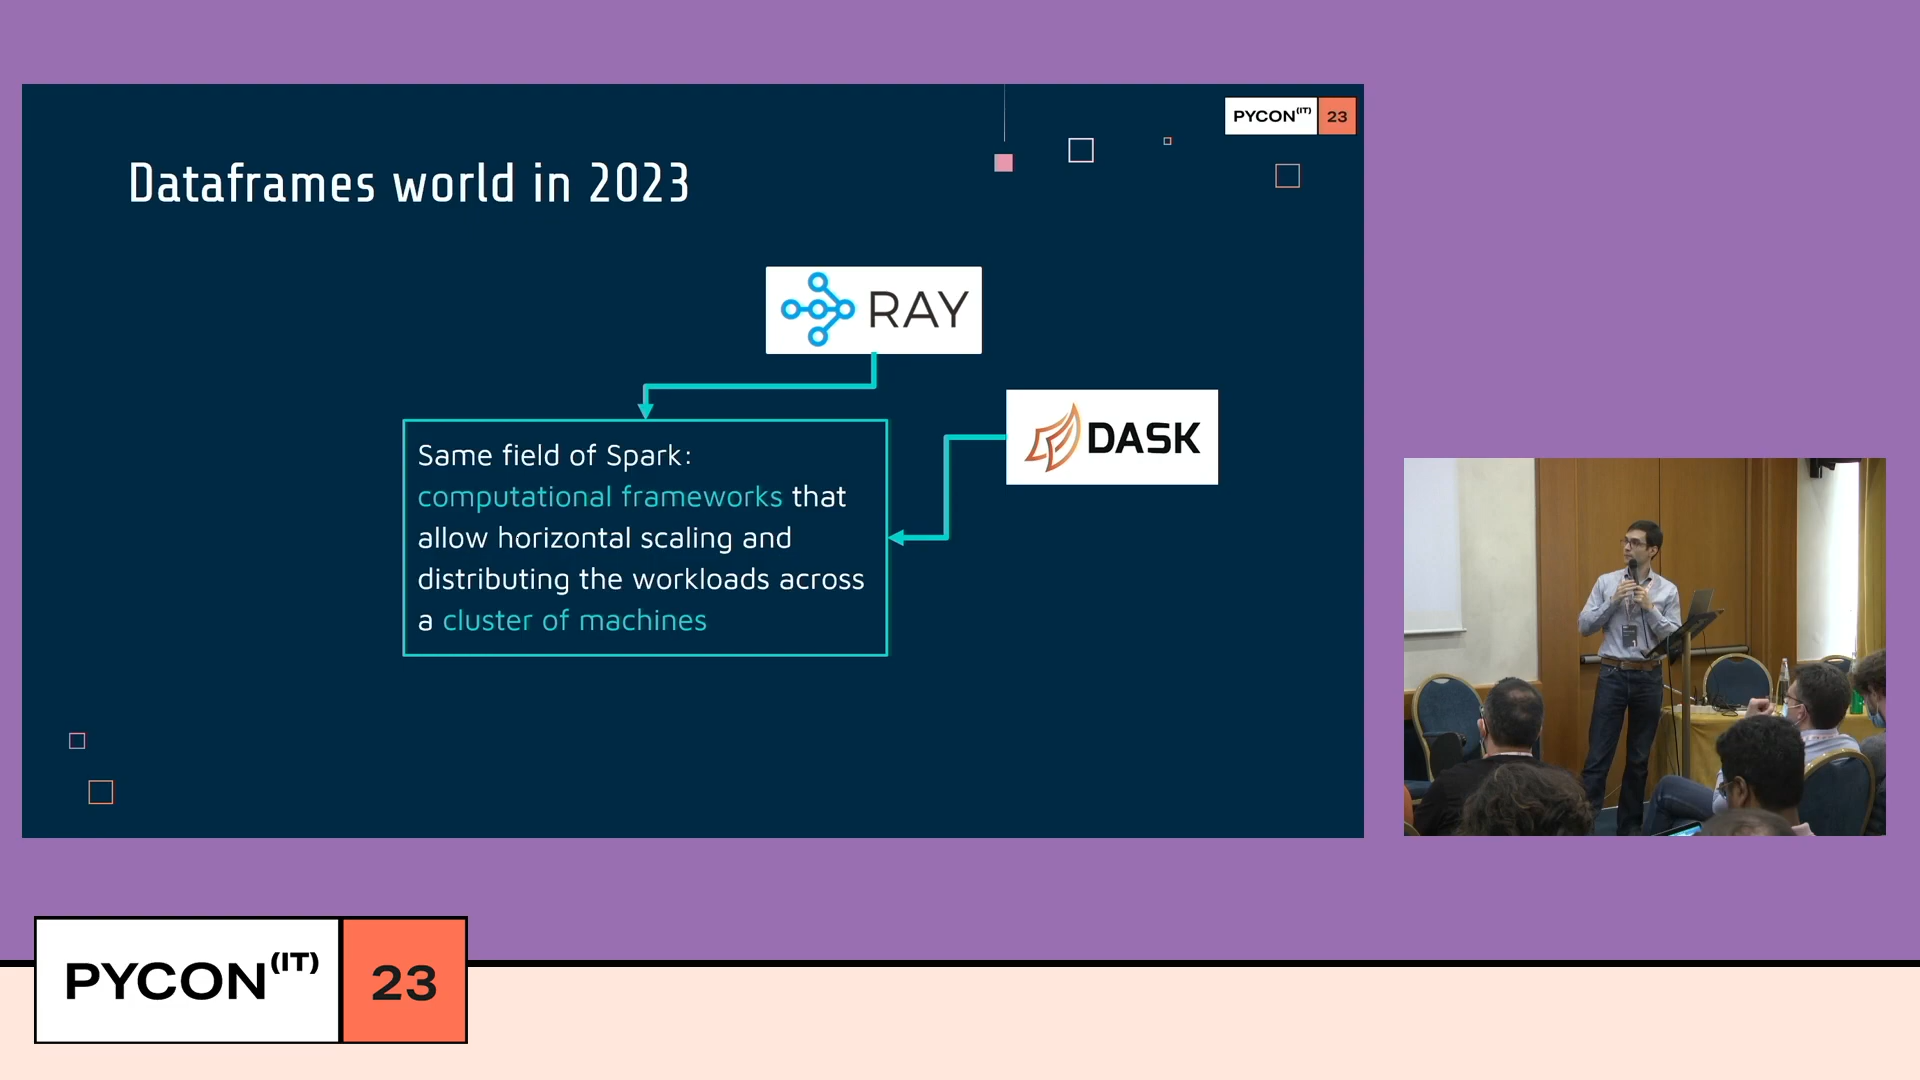 PYCON(IT) 23
Dataframes world in 2023
RAY
DASK
Same field of Spark:
computational frameworks that
allow horizontal scaling and
distributing the workloads across
a cluster of machines
PYCON(IT) 23